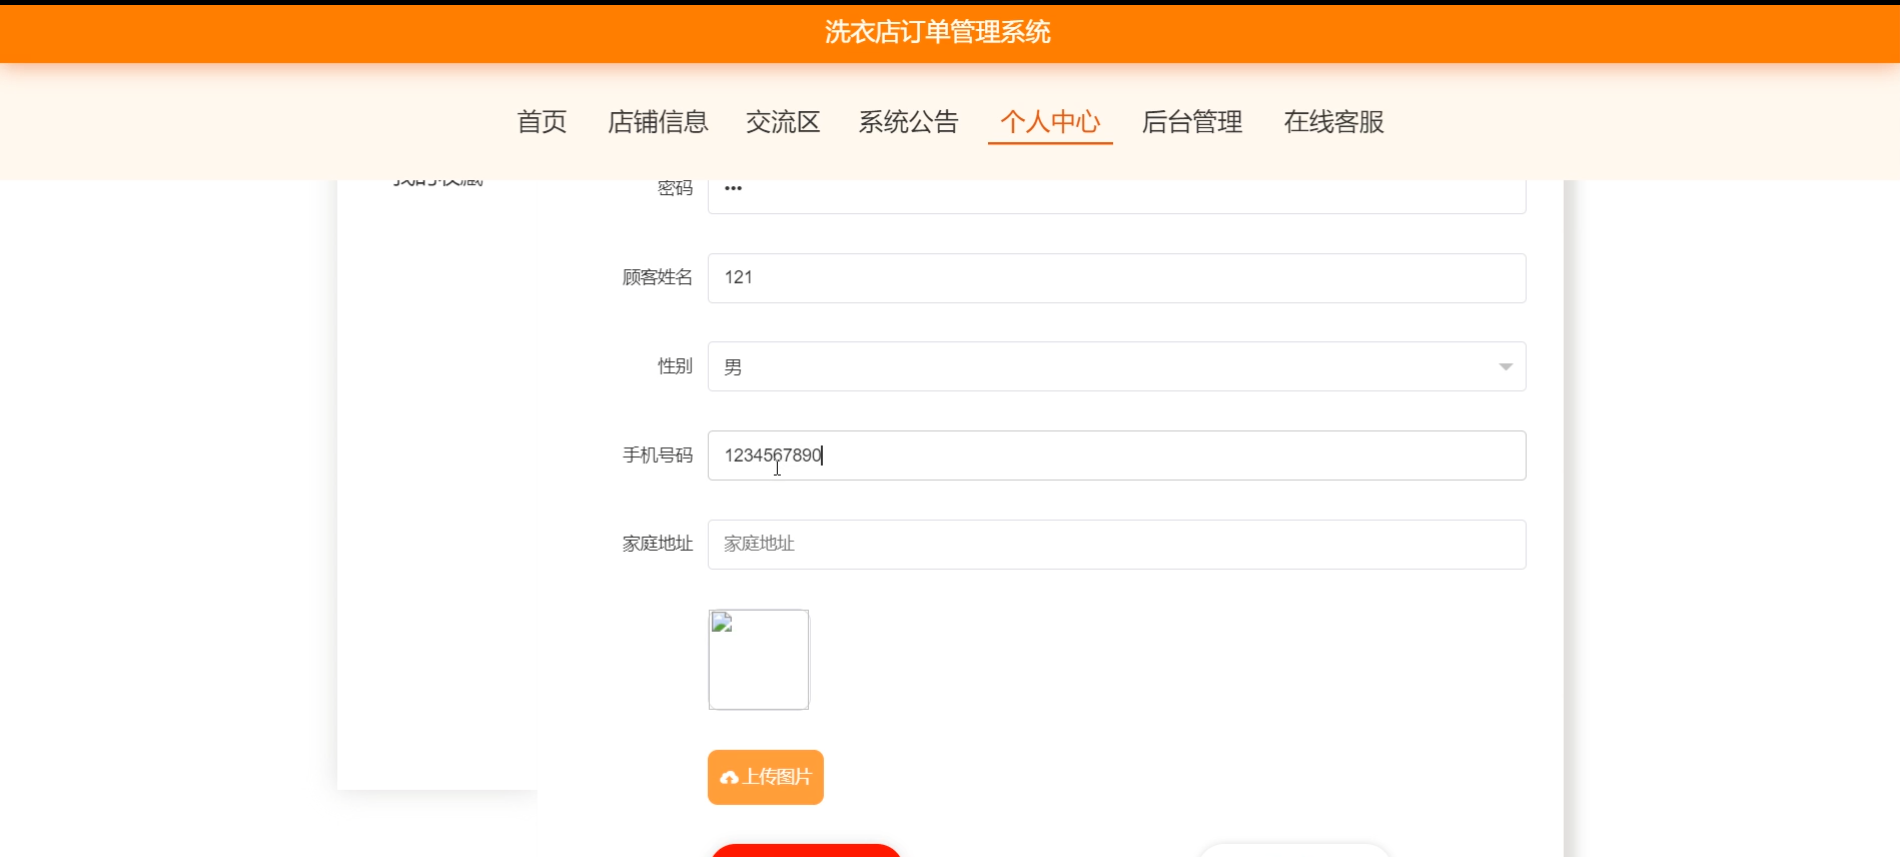 洗衣店订单管理系统
首页 店铺信息 交流区 系统公告 个人中心 后台管理 在线客服
密码 •••
顾客姓名 121
性别 男
手机号码 1234567890
家庭地址 家庭地址
上传图片